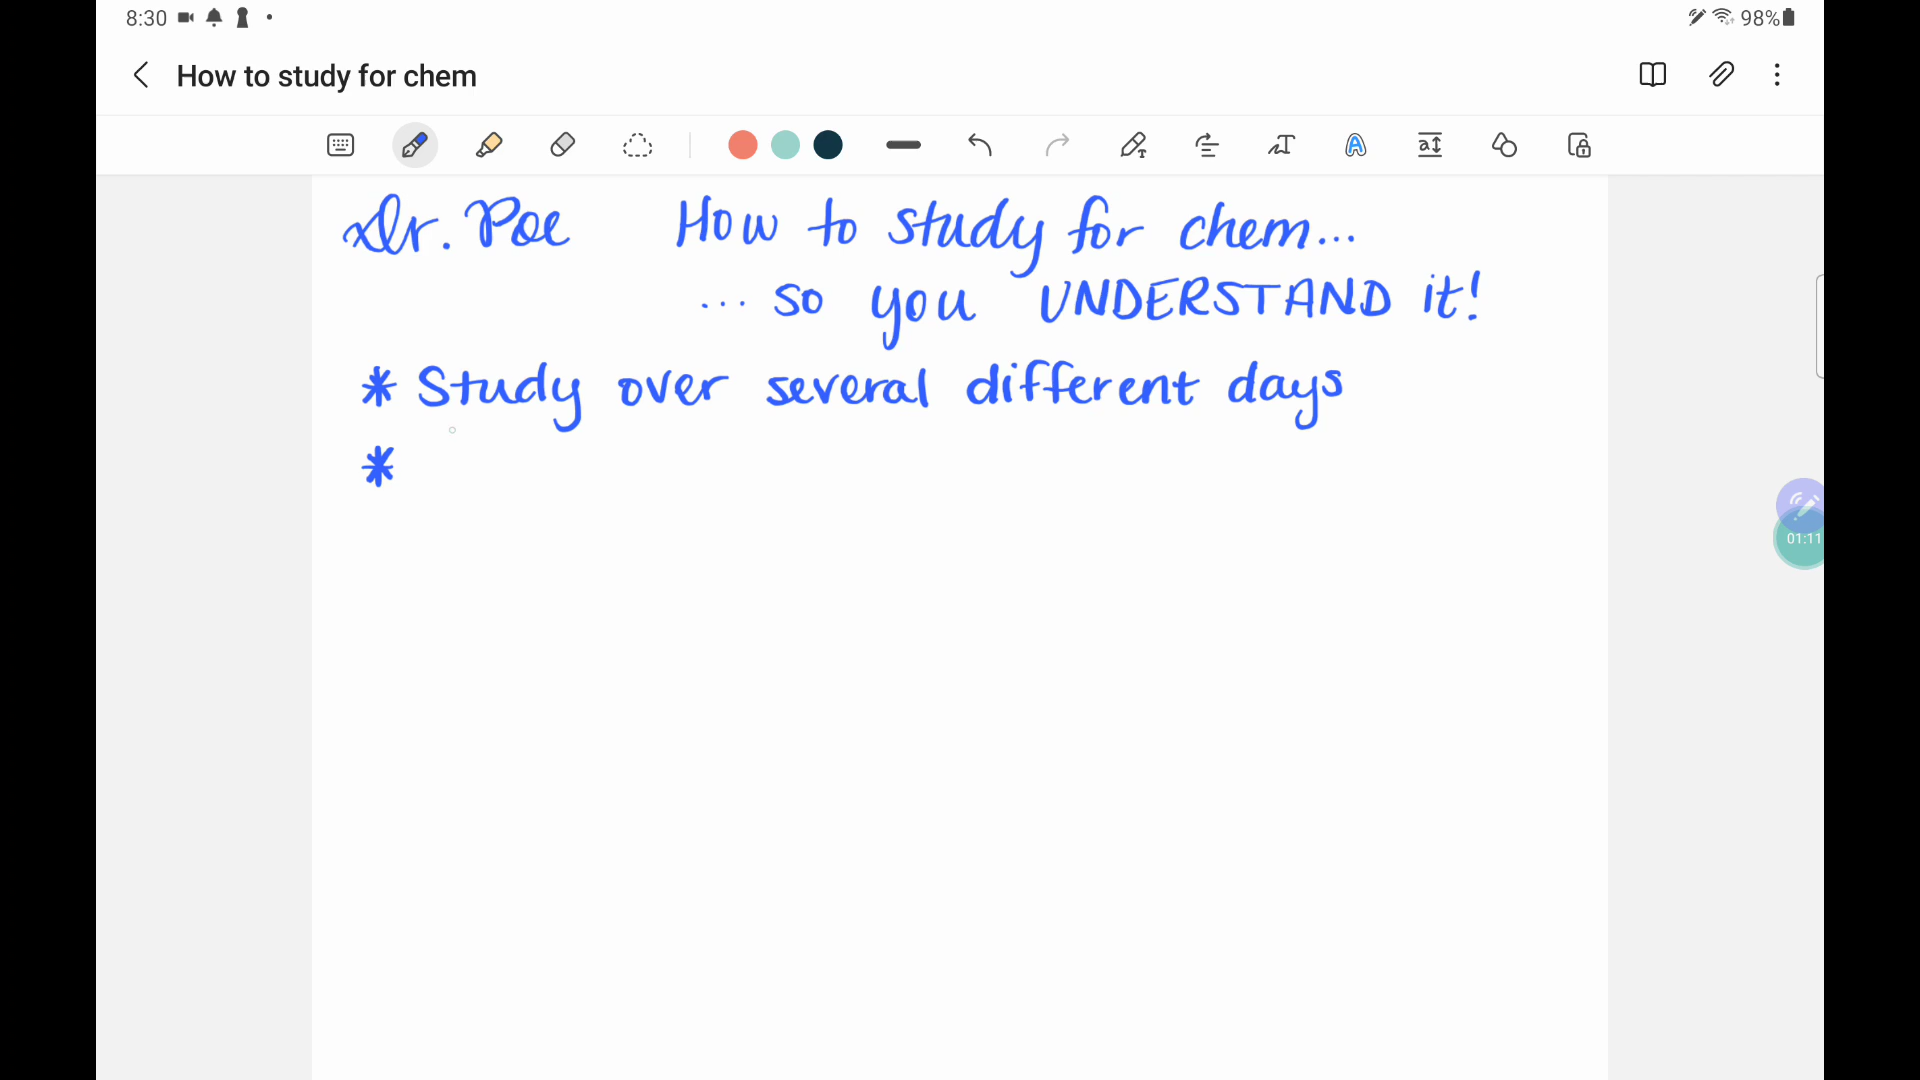 8:30
98%
How to study for chem
Dr. Poe How to study for chem...
... so you UNDERSTAND it!
* Study over several different days
*
01:11